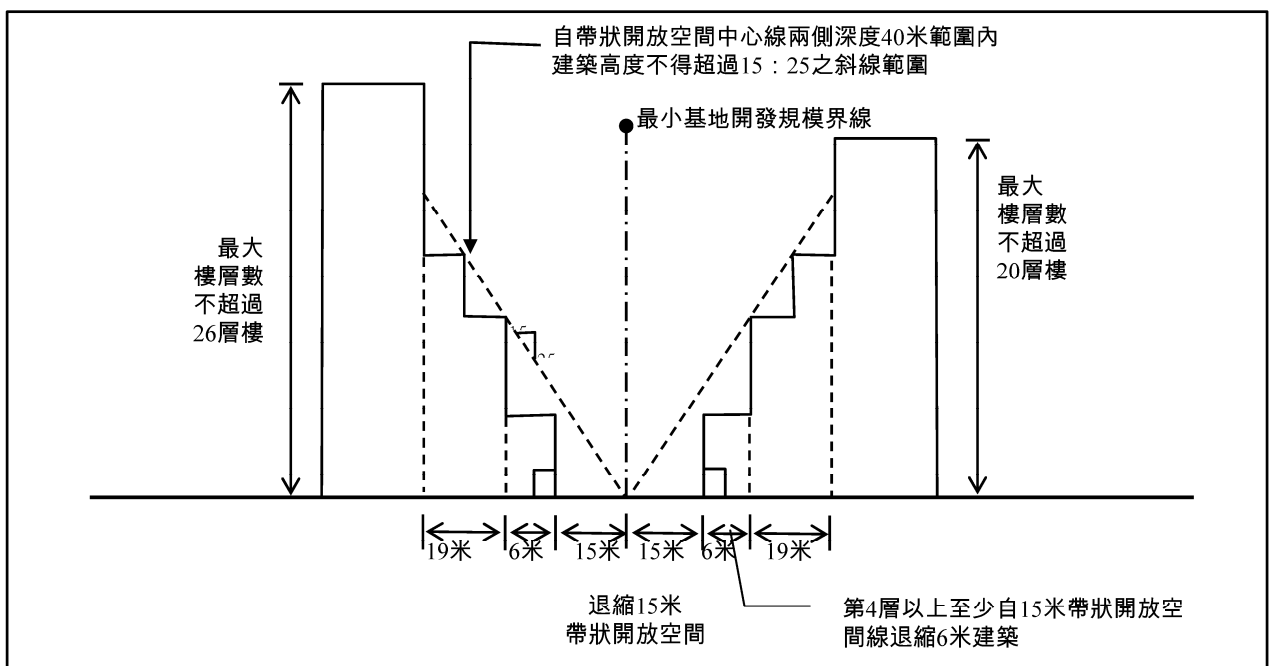 自帶狀開放空間中心線兩側深度40米範圍內
建築高度不得超過15：25之斜線範圍
最小基地開發規模界線
最大
樓層數
不超過
26層樓
最大
樓層數
不超過
20層樓
19米
6米
15米
15米
6米
19米
退縮15米
帶狀開放空間
第4層以上至少自15米帶狀開放空
間線退縮6米建築